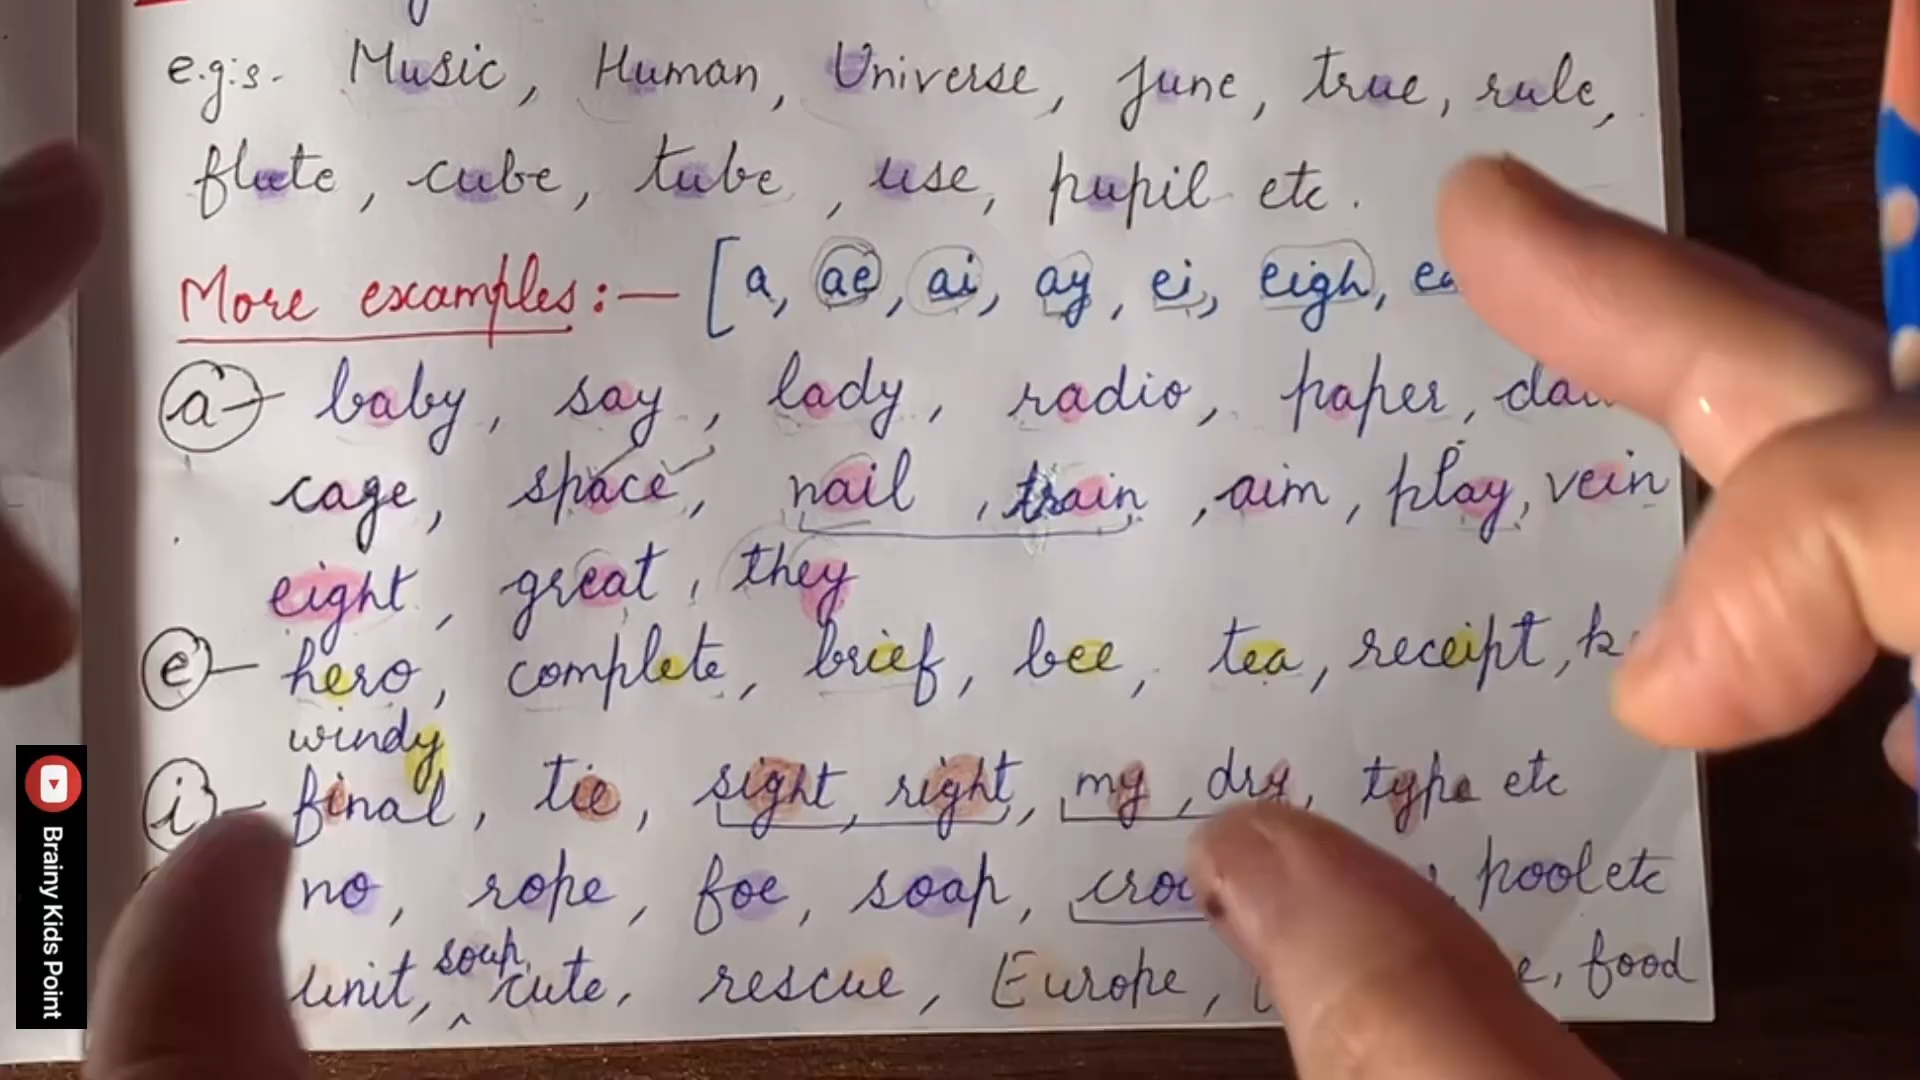 e.g:s- Music, Human, Universe, June, true, rule,
flute, cube, tube, use, pupil etc.
More examples:— [a, ae, ai, ay, ei, eigh,
a- baby, say, lady, radio, paper,
cage, space, nail, train, aim, play, vein
eight, great, they
e- hero, complete, brief, bee, tea, receipt,
windy
i- final, tie, sight, right, my, dry, type etc
no, rope, foe, soap, pool etc
unit, soup, cute, rescue, Europe, food
Brainy Kids Point